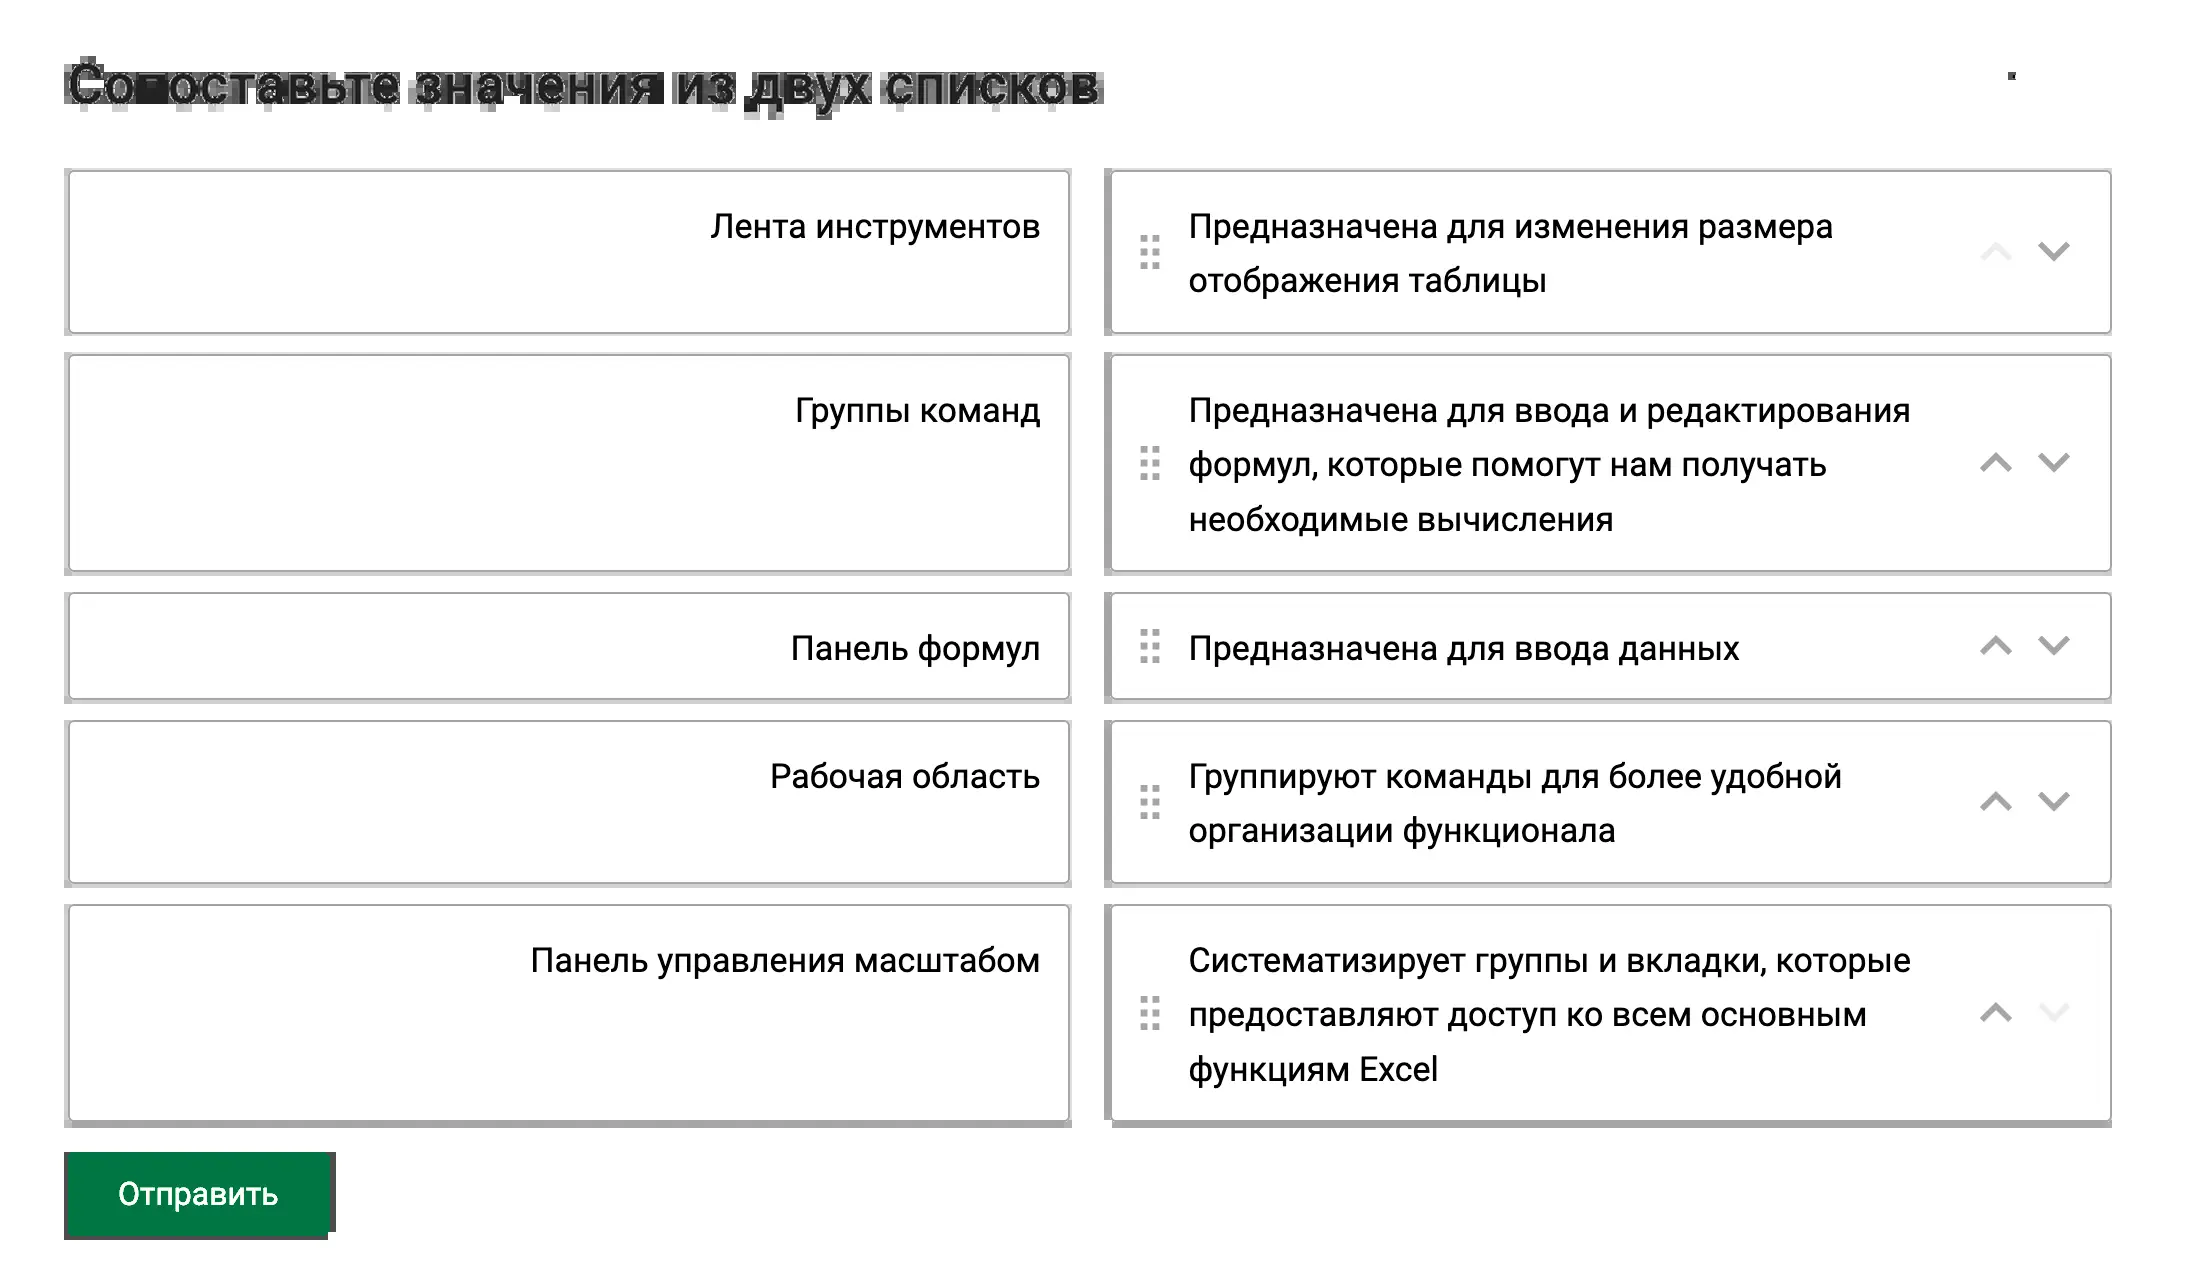 Сопоставьте значения из двух списков
Лента инструментов
Предназначена для изменения размера
отображения таблицы
Группы команд
Предназначена для ввода и редактирования
формул, которые помогут нам получать
необходимые вычисления
Панель формул
Предназначена для ввода данных
Рабочая область
Группируют команды для более удобной
организации функционала
Панель управления масштабом
Систематизирует группы и вкладки, которые
предоставляют доступ ко всем основным
функциям Excel
Отправить